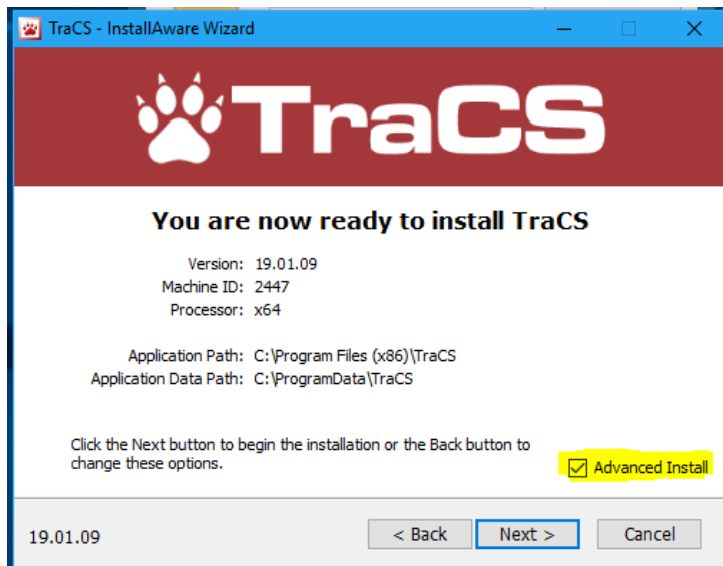 TraCS - InstallAware Wizard
TraCS
You are now ready to install TraCS
Version: 19.01.09
Machine ID: 2447
Processor: x64
Application Path: C:\Program Files (x86)\TraCS
Application Data Path: C:\ProgramData\TraCS
Click the Next button to begin the installation or the Back button to
change these options.
Advanced Install
19.01.09
< Back
Next >
Cancel